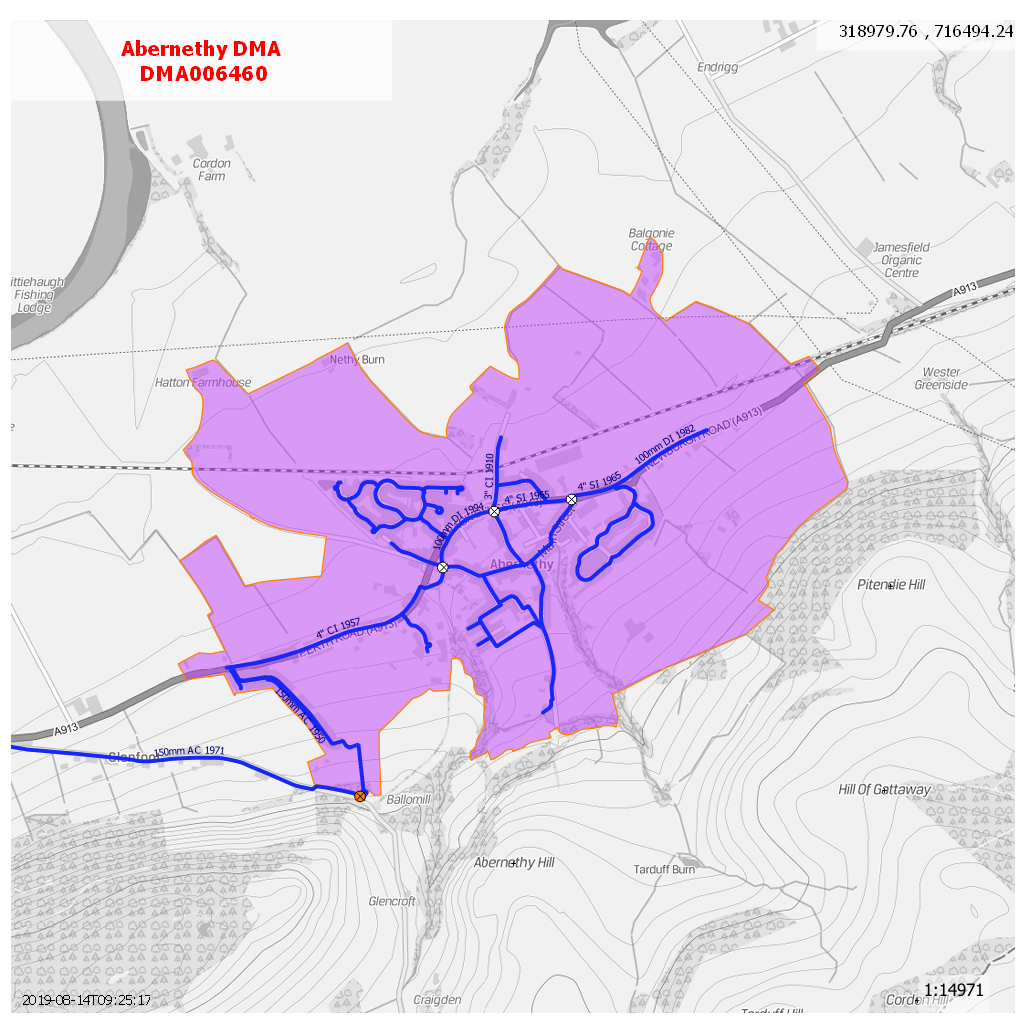 Abernethy DMA
DMA006460
318979.76 , 716494.24
Endrigg
Cordon
Farm
Balgonie
Cottage
Jamesfield
Organic
Centre
ittiehaugh
Fishing
Lodge
A913
Nethy Burn
Hatton Farmhouse
Wester
Greenside
NEWBURGH ROAD (A913)
100mm DI 1982
3" CI 1910
4" SI 1965
4" SI 1965
100mm DI 1994
Main Street
Abernethy
Pitendie Hill
4" CI 1957
PERTH ROAD (A913)
150mm AC 1950
A913
150mm AC 1971
Glenfoot
Ballomill
Hill Of Gattaway
Abernethy Hill
Tarduff Burn
Glencroft
Craigden
2019-08-14T09:25:17
1:14971
Cordon Hill
Tarduff Hill